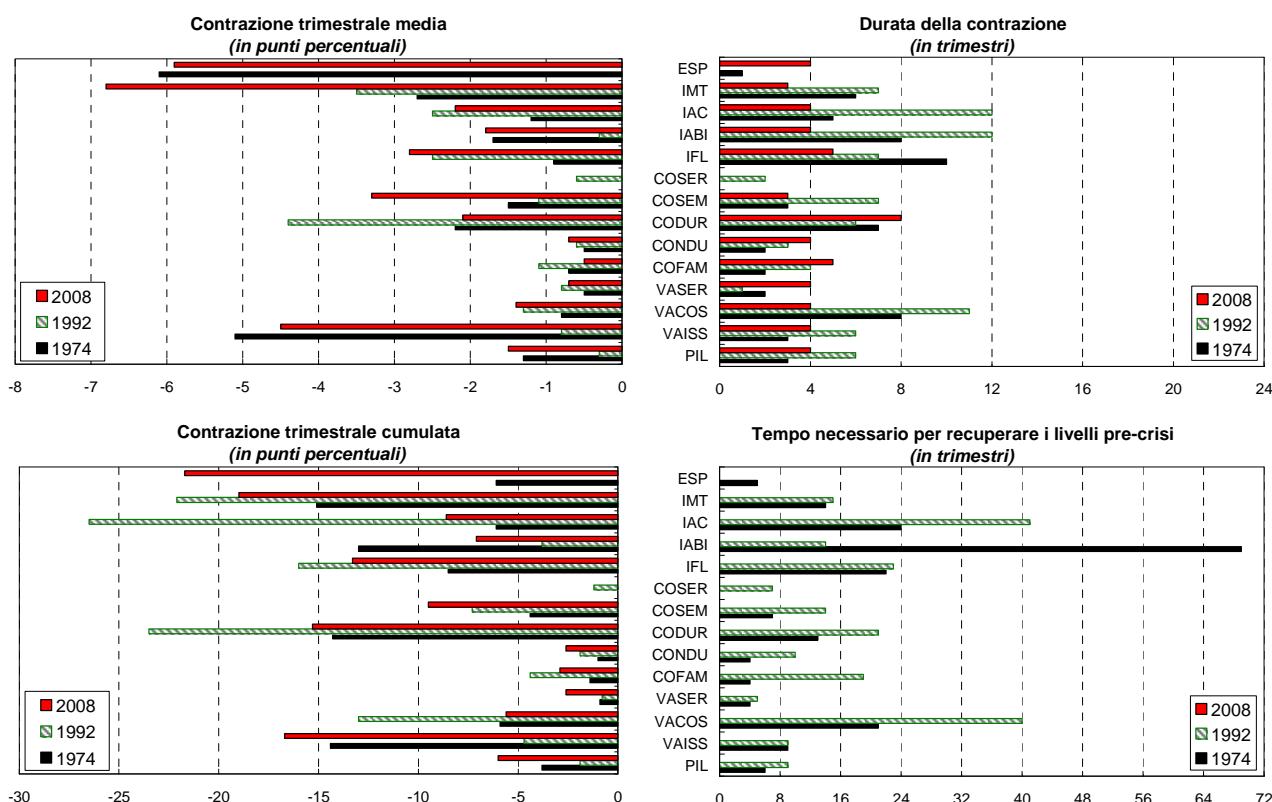 Contrazione trimestrale media
(in punti percentuali)
2008
1992
1974
-8 -7 -6 -5 -4 -3 -2 -1 0
Durata della contrazione
(in trimestri)
ESP
IMT
IAC
IABI
IFL
COSER
COSEM
CODUR
CONDU
COFAM
VASER
VACOS
VAISS
PIL
2008
1992
1974
0 4 8 12 16 20 24
Contrazione trimestrale cumulata
(in punti percentuali)
2008
1992
1974
-30 -25 -20 -15 -10 -5 0
Tempo necessario per recuperare i livelli pre-crisi
(in trimestri)
ESP
IMT
IAC
IABI
IFL
COSER
COSEM
CODUR
CONDU
COFAM
VASER
VACOS
VAISS
PIL
2008
1992
1974
0 8 16 24 32 40 48 56 64 72